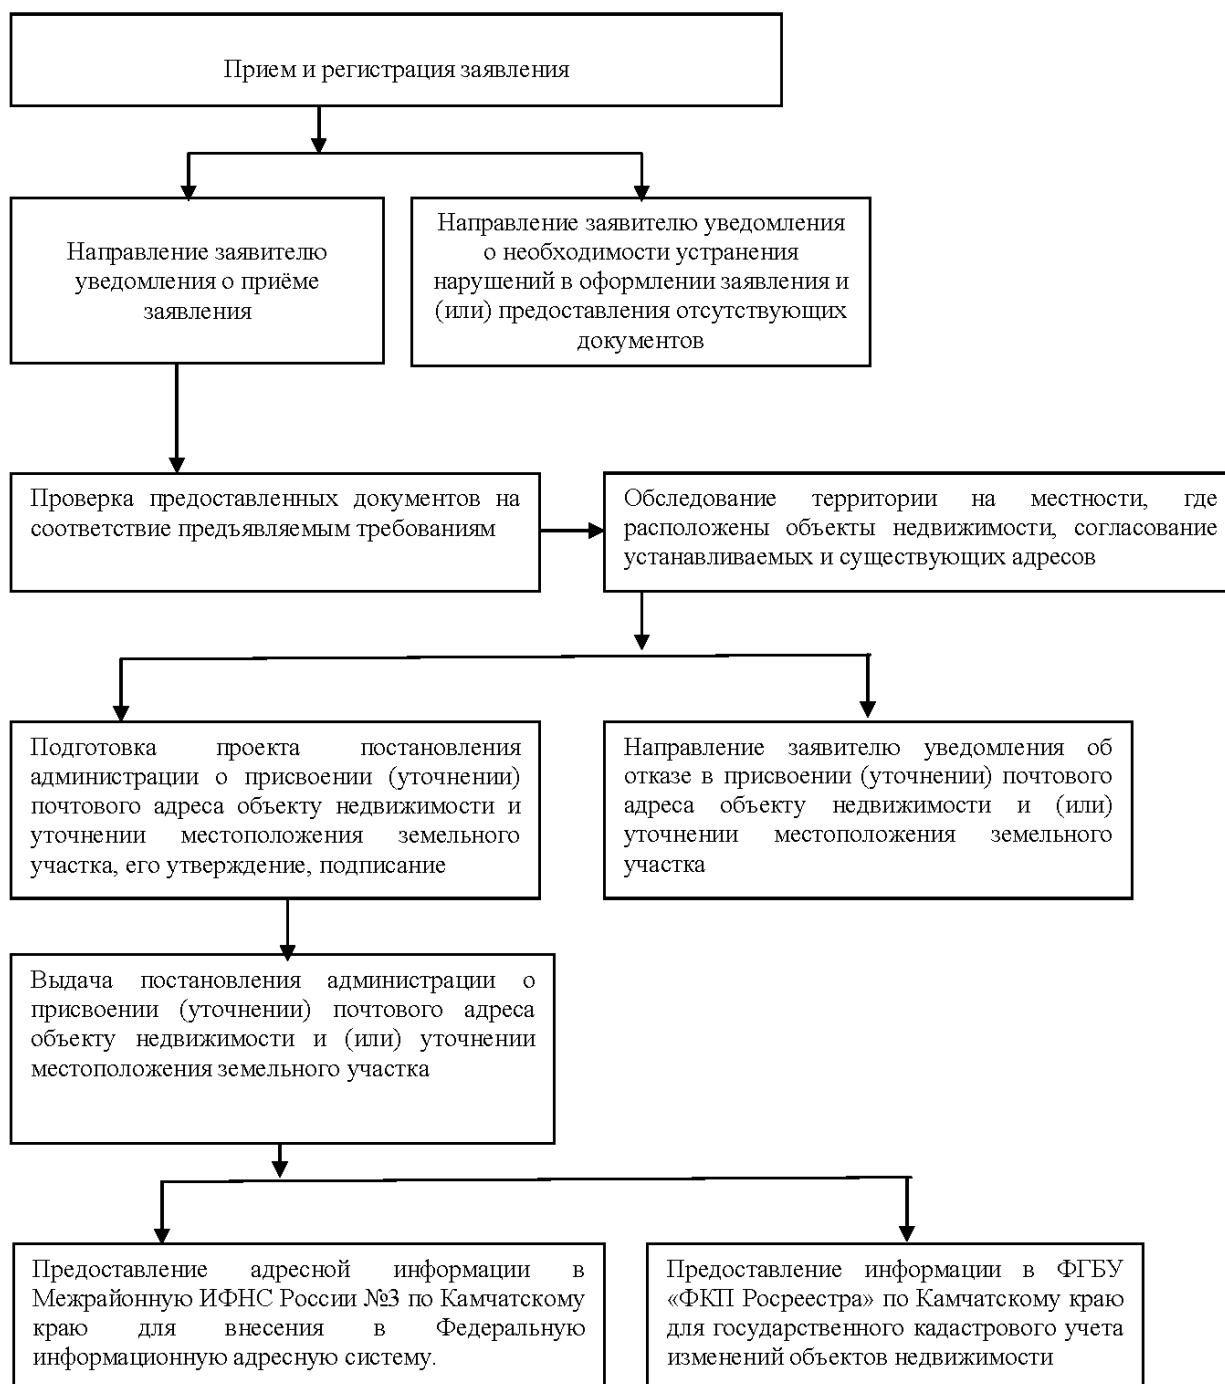 Прием и регистрация заявления
Направление заявителю
уведомления о приёме
заявления
Направление заявителю уведомления
о необходимости устранения
нарушений в оформлении заявления и
(или) предоставления отсутствующих
документов
Проверка предоставленных документов на
соответствие предъявляемым требованиям
Обследование территории на местности, где
расположены объекты недвижимости, согласование
устанавливаемых и существующих адресов
Подготовка проекта постановления
администрации о присвоении (уточнении)
почтового адреса объекту недвижимости и
уточнении местоположения земельного
участка, его утверждение, подписание
Направление заявителю уведомления об
отказе в присвоении (уточнении) почтового
адреса объекту недвижимости и (или)
уточнении местоположения земельного
участка
Выдача постановления администрации о
присвоении (уточнении) почтового адреса
объекту недвижимости и (или) уточнении
местоположения земельного участка
Предоставление адресной информации в
Межрайонную ИФНС России №3 по Камчатскому
краю для внесения в Федеральную
информационную адресную систему.
Предоставление информации в ФГБУ
«ФКП Росреестра» по Камчатскому краю
для государственного кадастрового учета
изменений объектов недвижимости